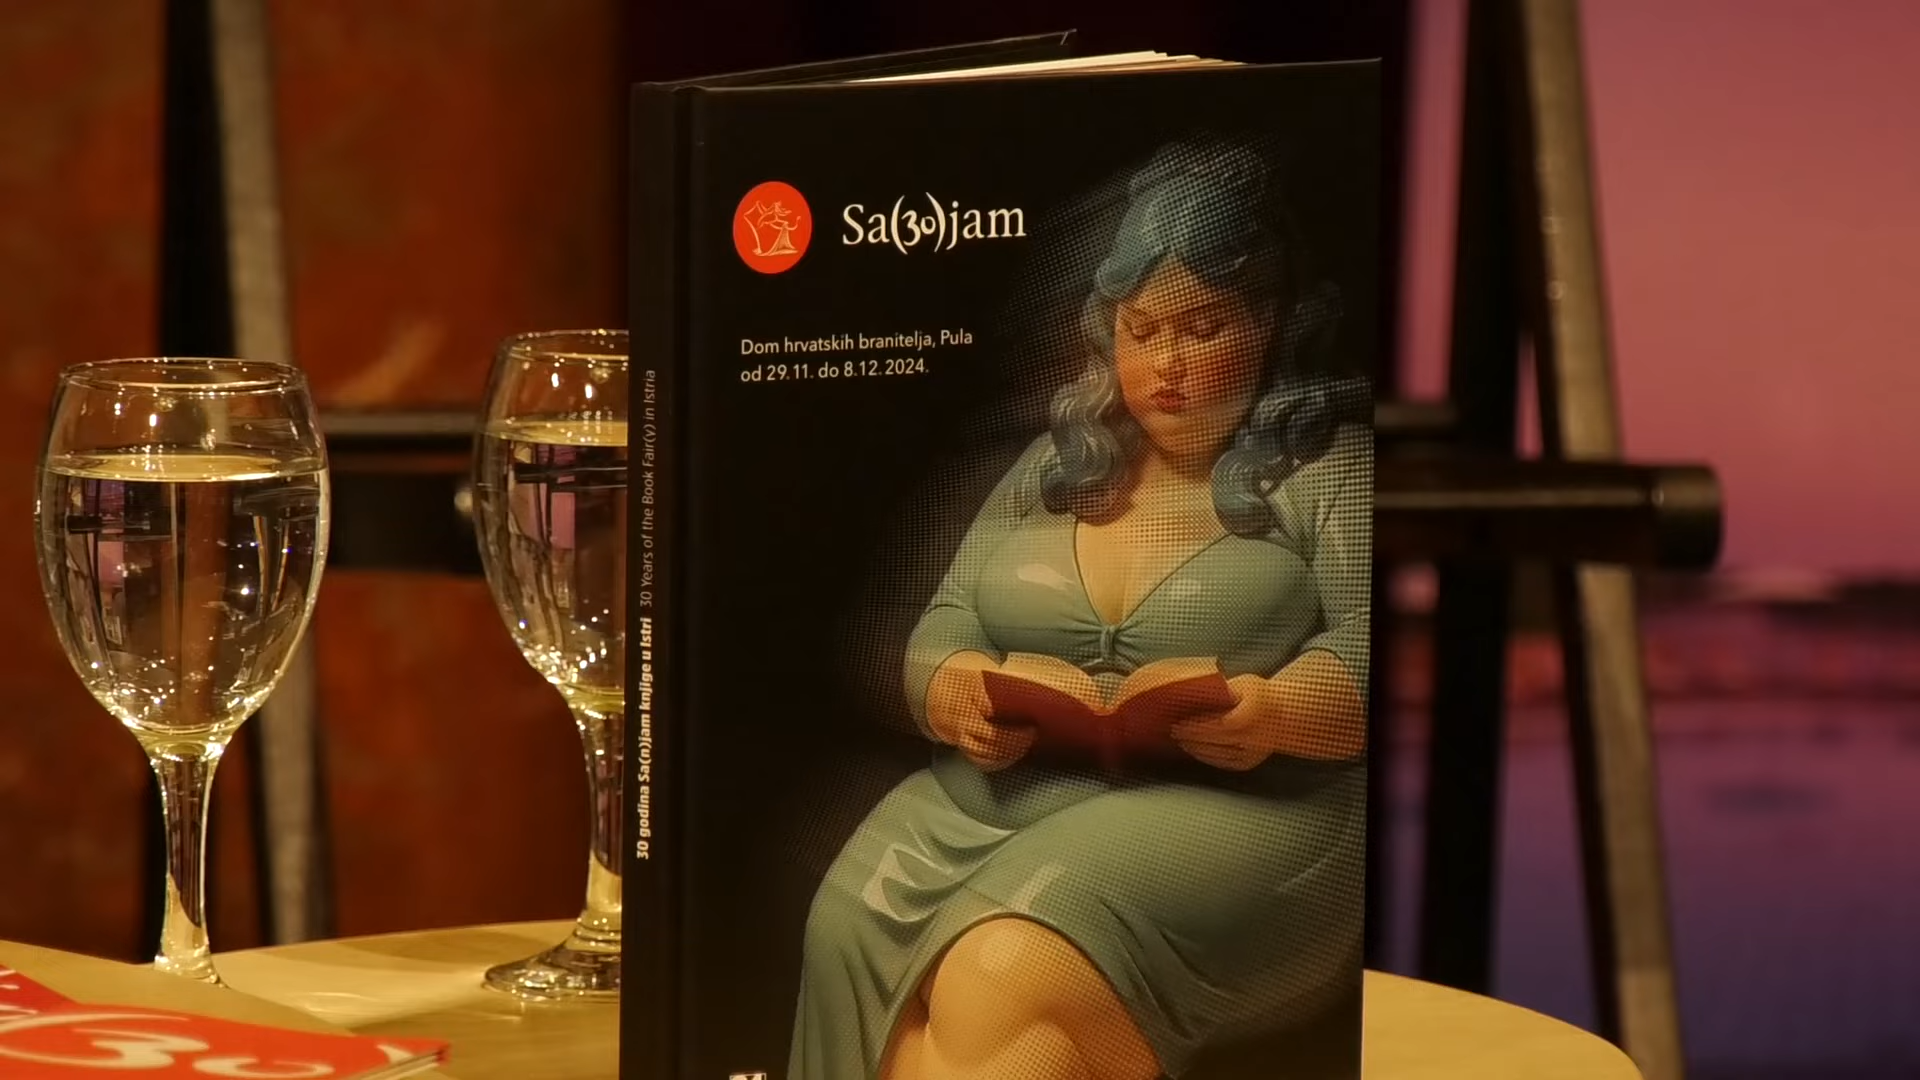 Sa(30)jam
Dom hrvatskih branitelja, Pula
od 29. 11. do 8. 12. 2024.
30 godina Sa(n)jam knjige u Istri 30 Years of the Book Fair(y) in Istria